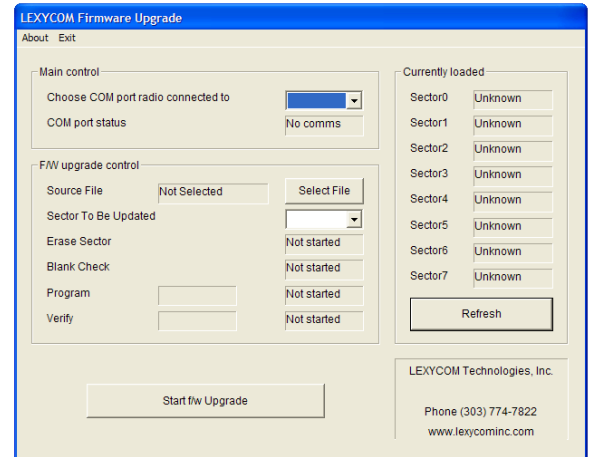 LEXYCOM Firmware Upgrade
About Exit
Main control
Choose COM port radio connected to
COM port status No comms
F/W upgrade control
Source File Not Selected Select File
Sector To Be Updated
Erase Sector Not started
Blank Check Not started
Program Not started
Verify Not started
Start f/w Upgrade
Currently loaded
Sector0 Unknown
Sector1 Unknown
Sector2 Unknown
Sector3 Unknown
Sector4 Unknown
Sector5 Unknown
Sector6 Unknown
Sector7 Unknown
Refresh
LEXYCOM Technologies, Inc.
Phone (303) 774-7822
www.lexycominc.com